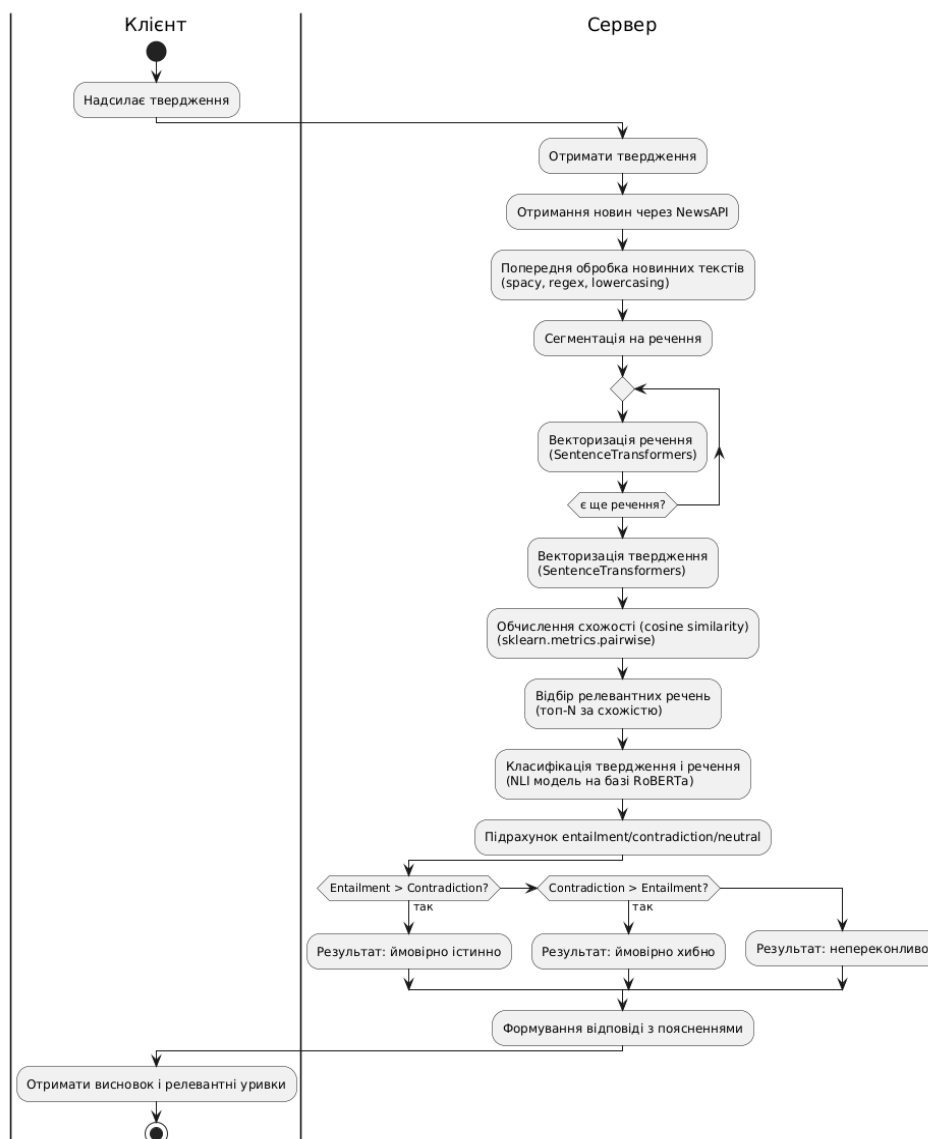 Клієнт
Сервер
Надсилає твердження
Отримати твердження
Отримання новин через NewsAPI
Попередня обробка новинних текстів
(spacy, regex, lowercasing)
Сегментація на речення
Векторизація речення
(SentenceTransformers)
є ще речення?
Векторизація твердження
(SentenceTransformers)
Обчислення схожості (cosine similarity)
(sklearn.metrics.pairwise)
Відбір релевантних речень
(топ-N за схожістю)
Класифікація твердження і речення
(NLI модель на базі RoBERTa)
Підрахунок entailment/contradiction/neutral
Entailment > Contradiction?
Contradiction > Entailment?
так
так
Результат: ймовірно істинно
Результат: ймовірно хибно
Результат: непереконливо
Формування відповіді з поясненнями
Отримати висновок і релевантні уривки